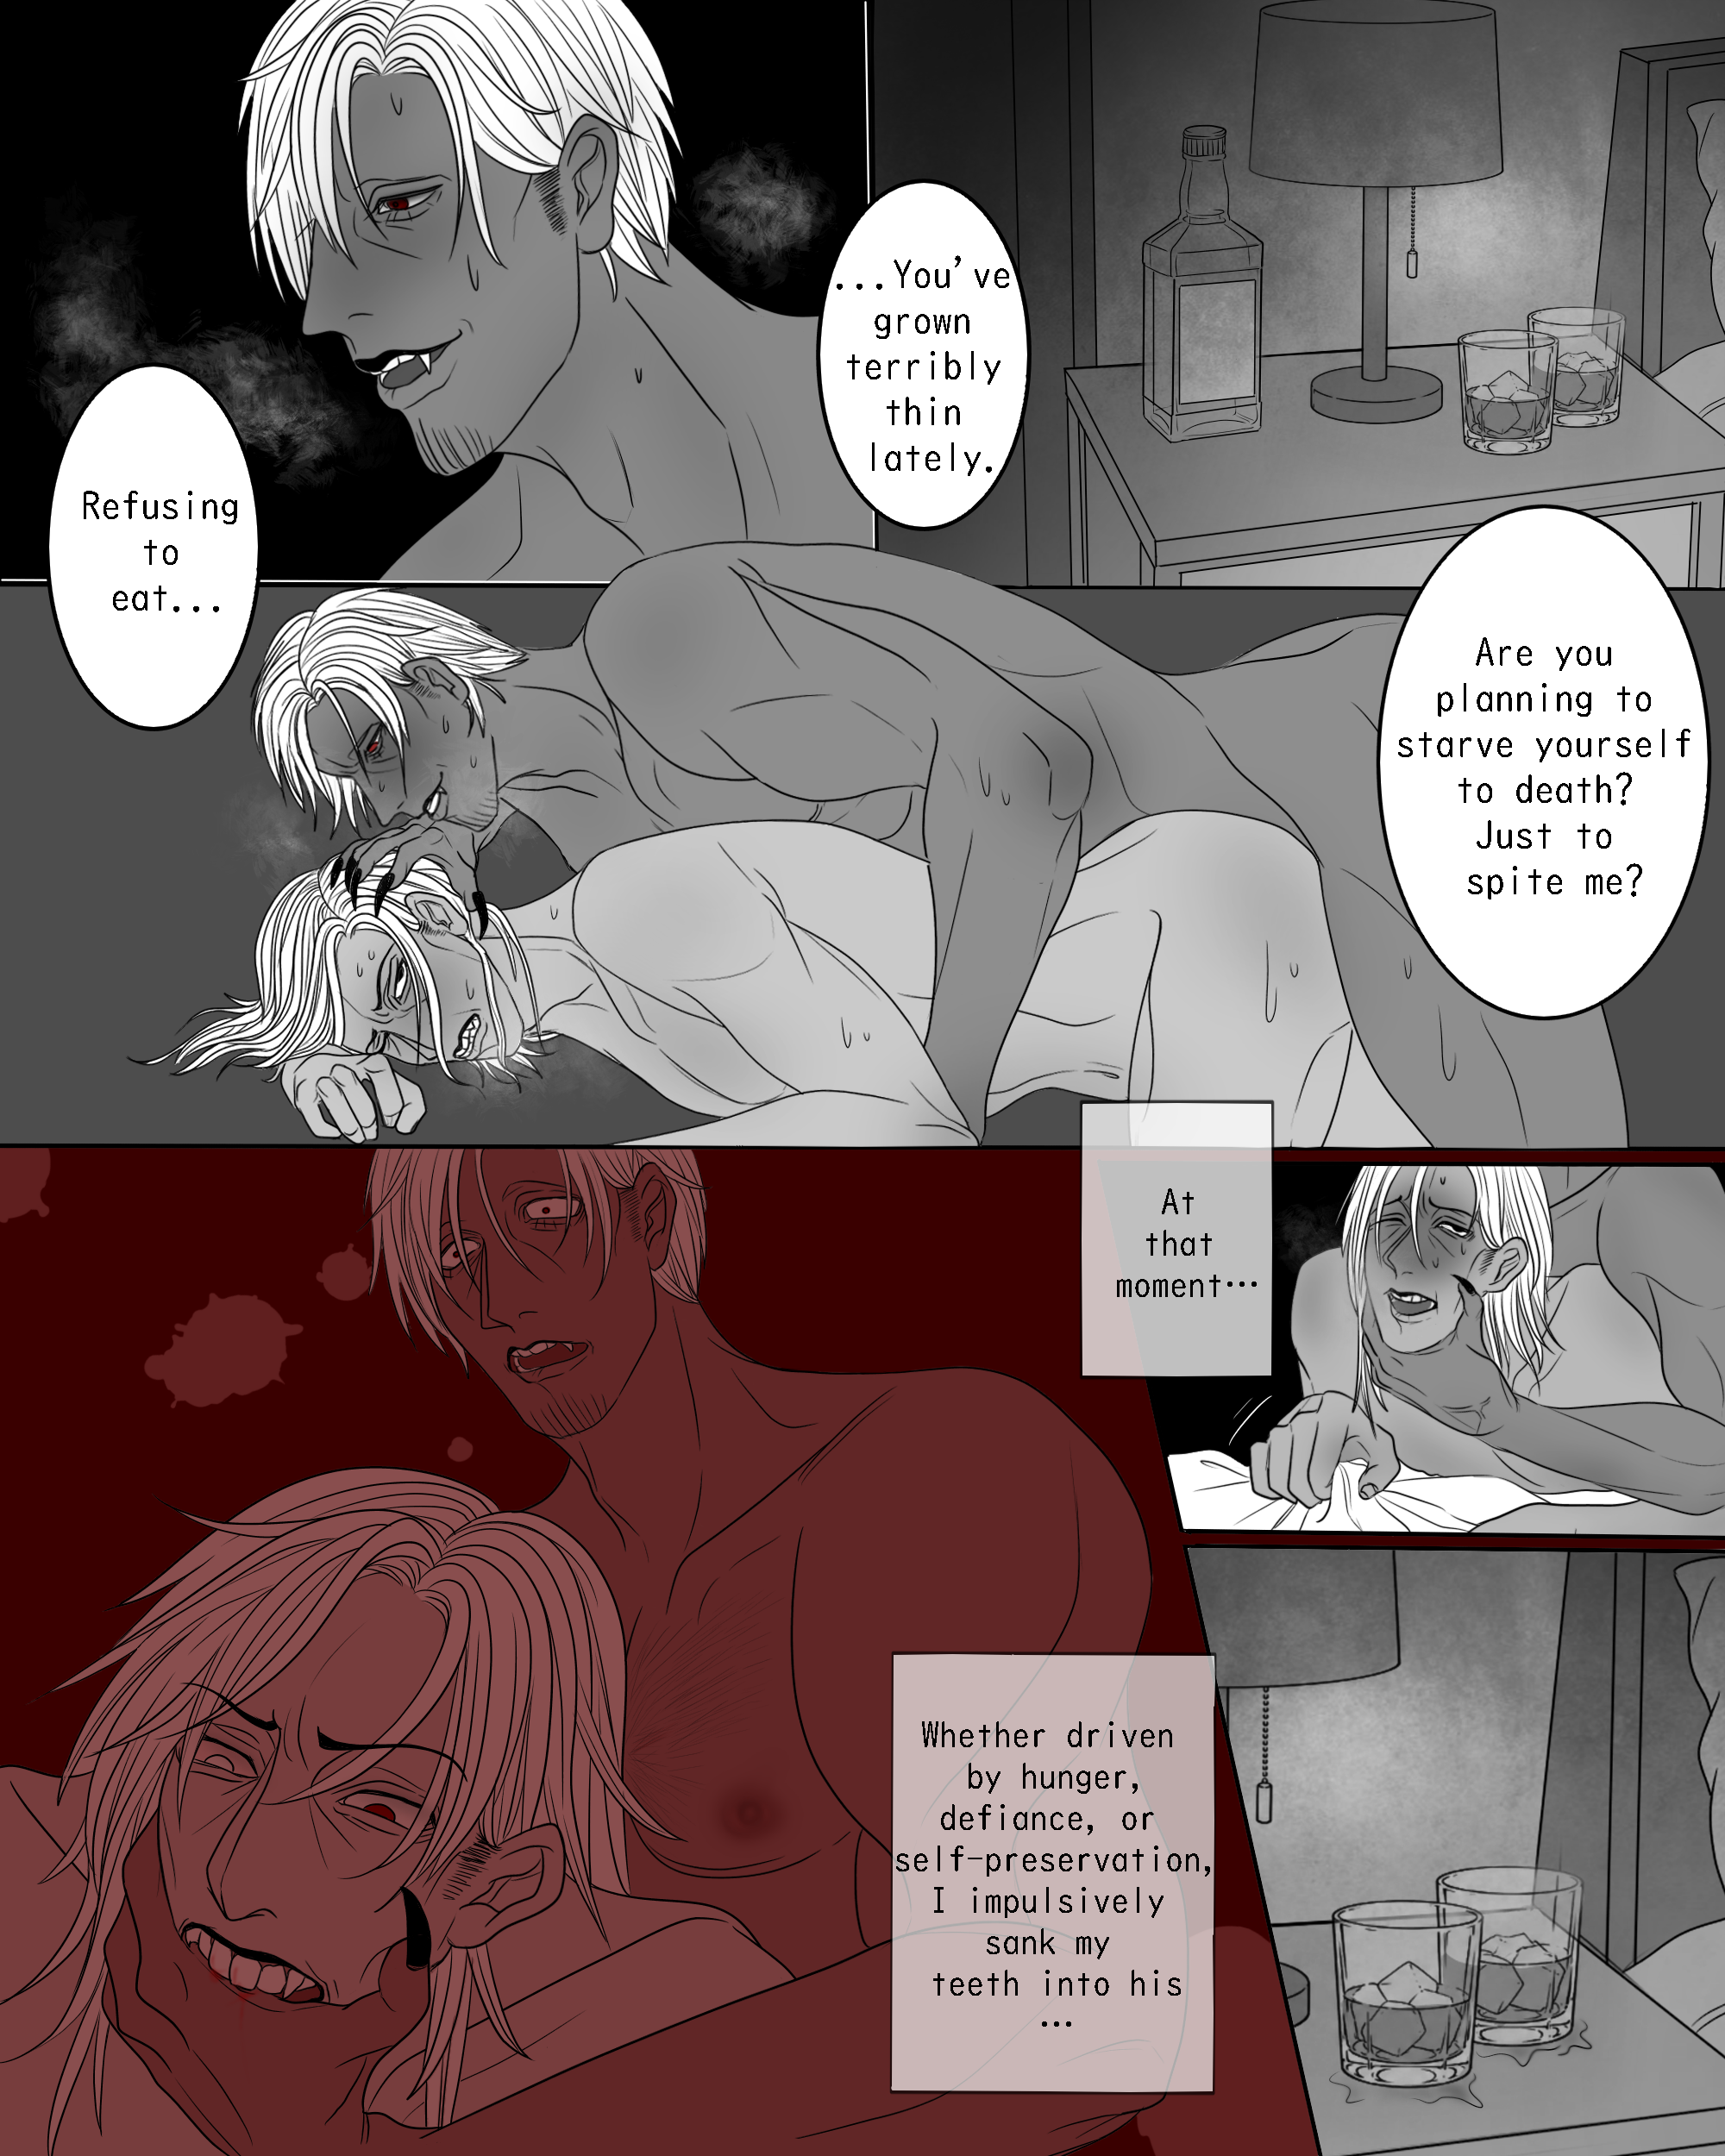 ...You've
grown
terribly
thin
lately.
Refusing
to
eat...
Are you
planning to
starve yourself
to death?
Just to
spite me?
At
that
moment…
Whether driven
by hunger,
defiance, or
self-preservation,
I impulsively
sank my
teeth into his
…